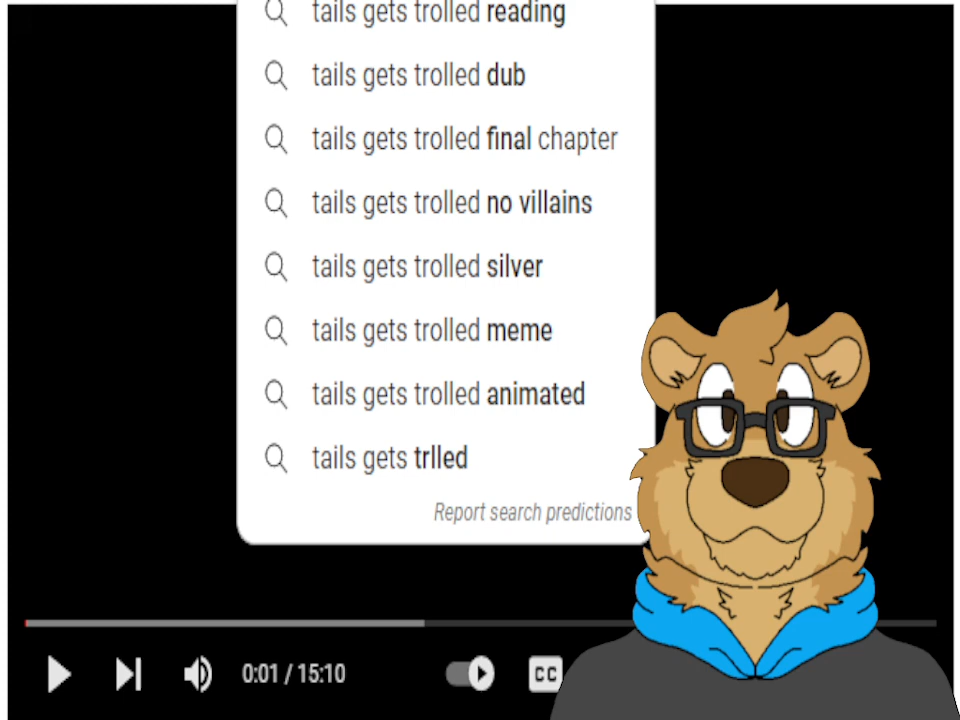 tails gets trolled reading
tails gets trolled dub
tails gets trolled final chapter
tails gets trolled no villains
tails gets trolled silver
tails gets trolled meme
tails gets trolled animated
tails gets trlled
Report search predictions
0:01 / 15:10
CC